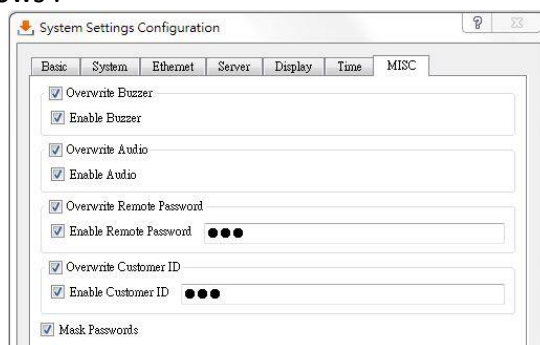 System Settings Configuration
Basic System Ethernet Server Display Time MISC
Overwrite Buzzer
Enable Buzzer
Overwrite Audio
Enable Audio
Overwrite Remote Password
Enable Remote Password ●●●
Overwrite Customer ID
Enable Customer ID ●●●
Mask Passwords